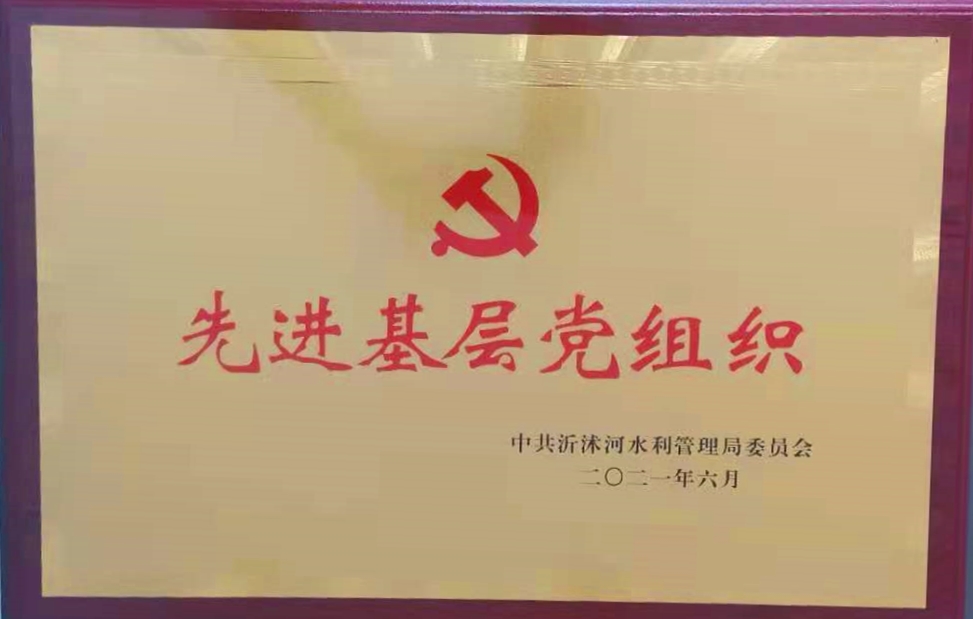 先进基层党组织
中共沂沭河水利管理局委员会
二〇二一年六月